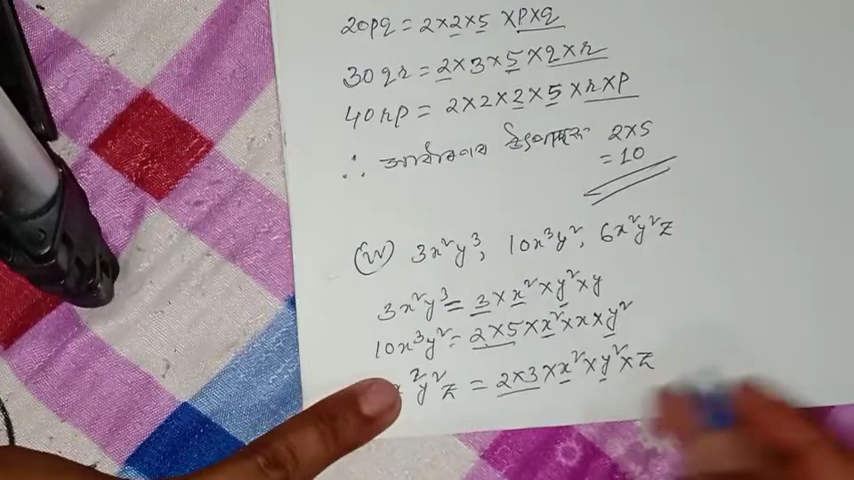 20pq = 2×2×5 ×p×q
30qr = 2×3×5×q×r
40rp = 2×2×2×5×r×p
∴ 2×5
= 10
(iv) 3x²y³, 10x³y², 6x²y²z
3x²y³ = 3×x²×y²×y
10x³y² = 2×5×x²×x×y²
x²y²z = 2×3×x²×y²×z